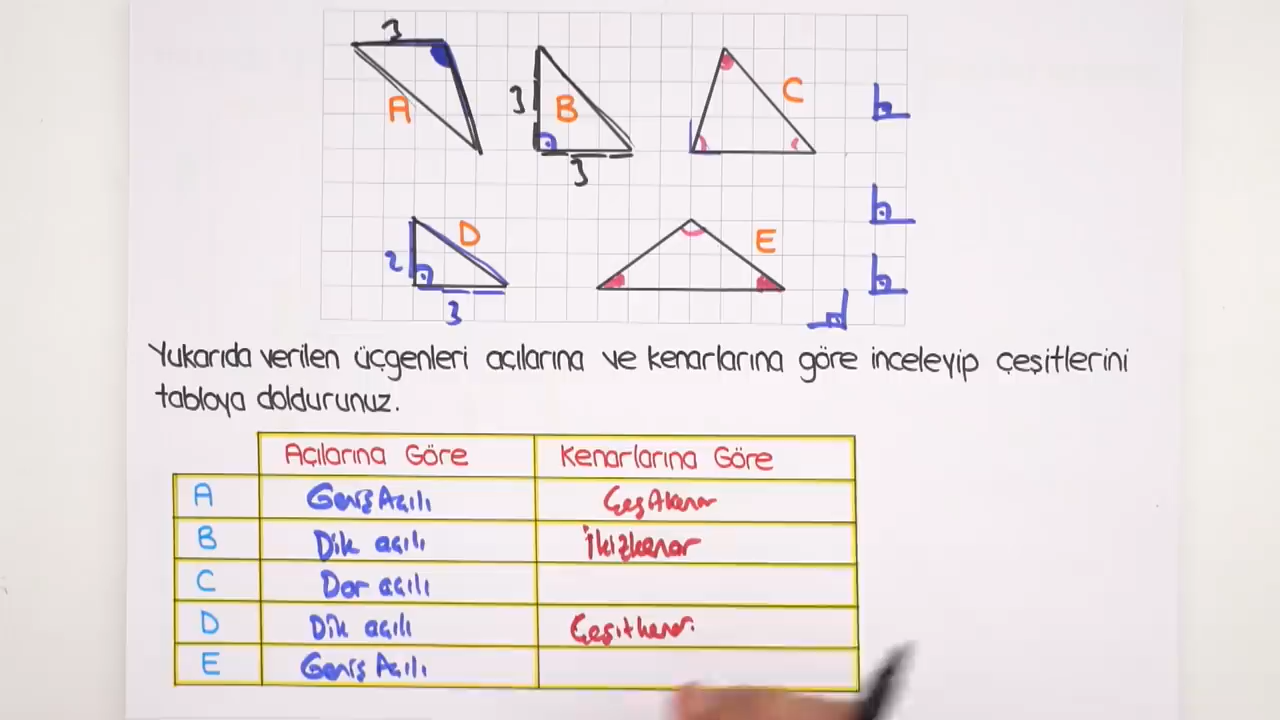 3
A
3
B
3
C
2
D
3
E
Yukarıda verilen üçgenleri açılarına ve kenarlarına göre inceleyip çeşitlerini
tabloya doldurunuz.
Açılarına Göre Kenarlarına Göre
A Geniş Açılı Çeşitkenar
B Dik açılı İkizkenar
C Dar açılı
D Dik açılı Çeşitkenar
E Geniş Açılı